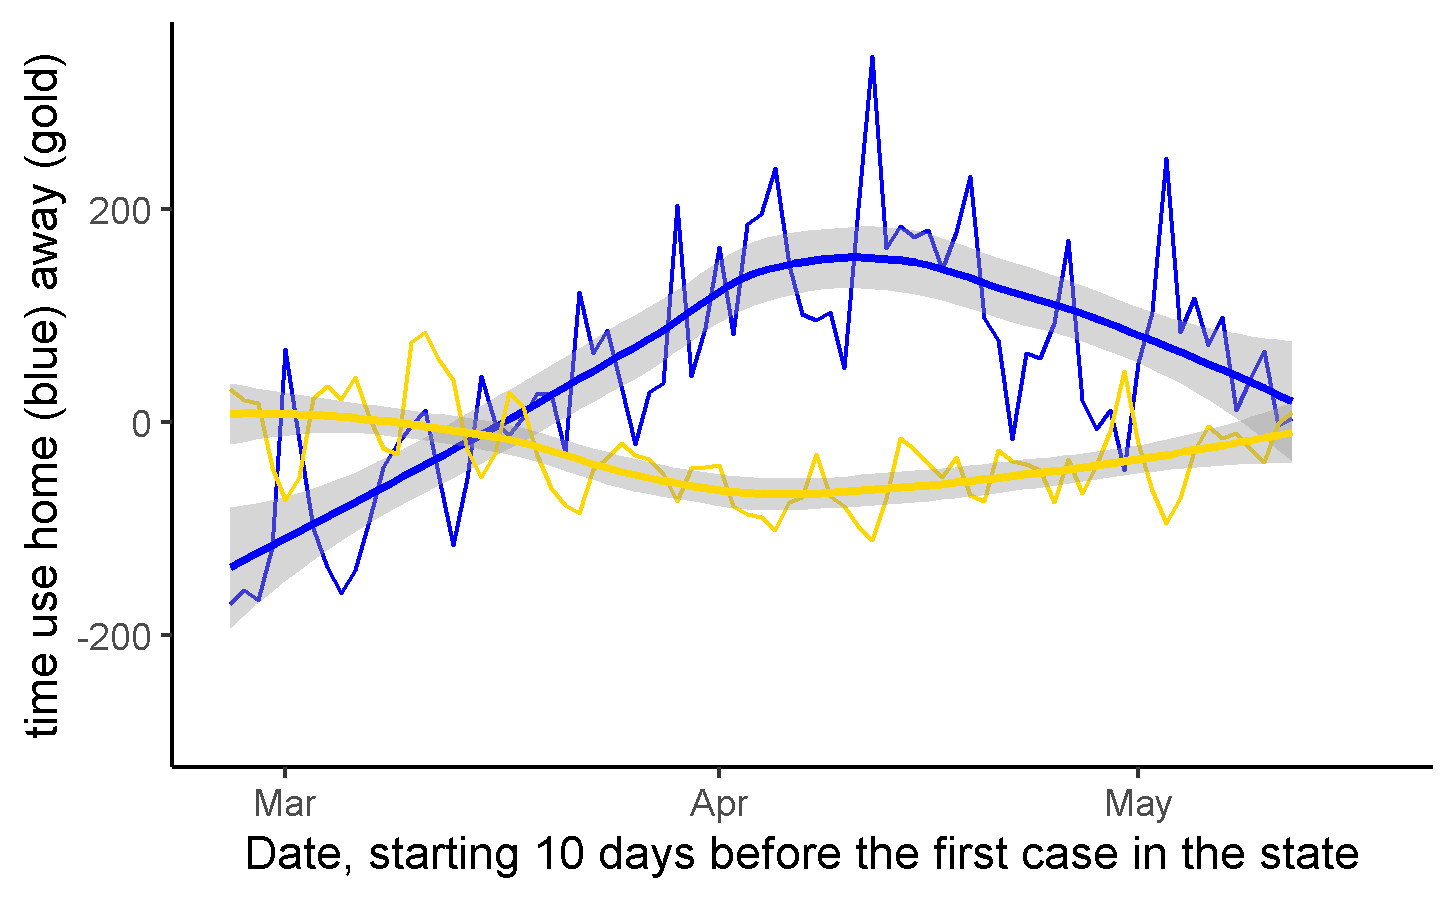 time use home (blue) away (gold)
200
0
-200
Mar
Apr
May
Date, starting 10 days before the first case in the state